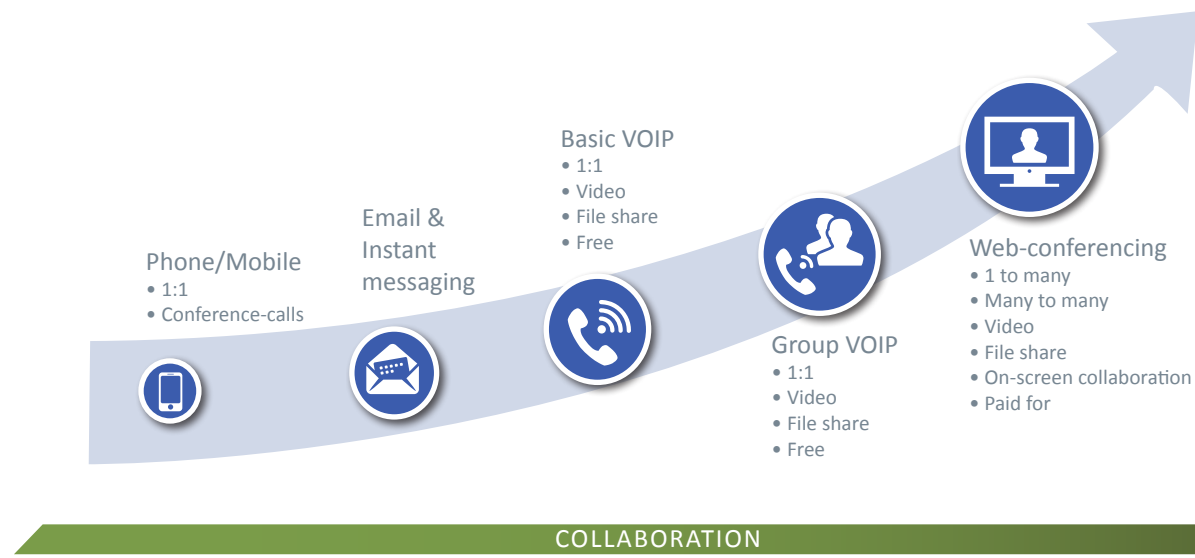 Phone/Mobile
• 1:1
• Conference-calls
Email &
Instant
messaging
Basic VOIP
• 1:1
• Video
• File share
• Free
Group VOIP
• 1:1
• Video
• File share
• Free
Web-conferencing
• 1 to many
• Many to many
• Video
• File share
• On-screen collaboration
• Paid for
COLLABORATION